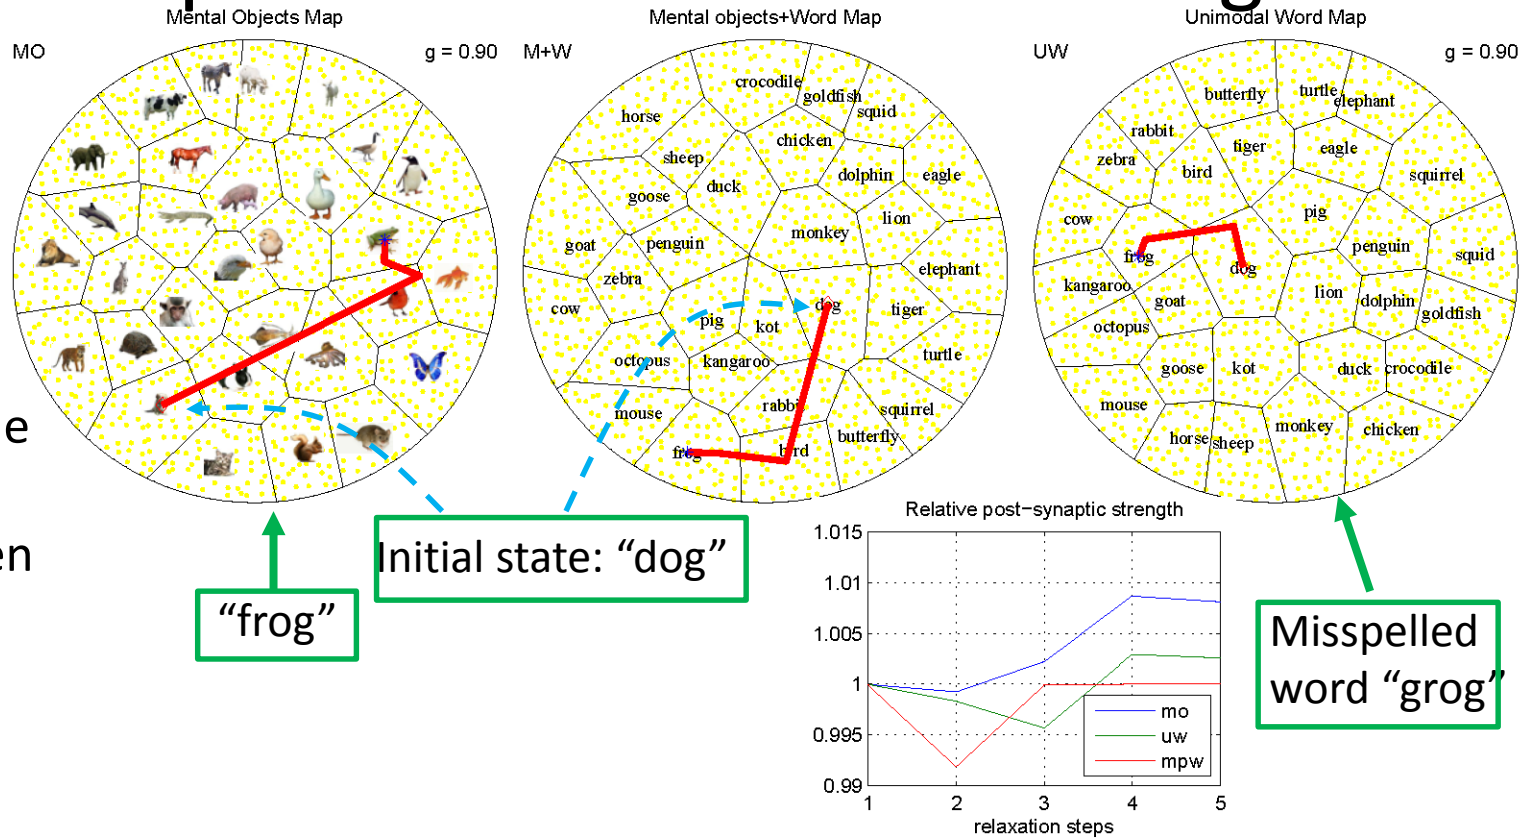 Mental Objects Map
MO
g = 0.90
Mental objects+Word Map
M+W
crocodile
goldfish
squid
horse
chicken
sheep
duck
dolphin
eagle
goose
lion
monkey
goat
penguin
zebra
elephant
cow
dog
pig
kot
tiger
octopus
kangaroo
turtle
mouse
rabbit
squirrel
butterfly
frog
bird
Unimodal Word Map
UW
g = 0.90
butterfly
turtle
elephant
rabbit
tiger
eagle
zebra
bird
squirrel
cow
pig
frog
penguin
squid
dog
kangaroo
goat
lion
dolphin
goldfish
octopus
goose
kot
duck
crocodile
mouse
horse
sheep
monkey
chicken
e
en
"frog"
Initial state: "dog"
Relative post-synaptic strength
1.015
1.01
1.005
1
0.995
0.99
mo
uw
mpw
1 2 3 4 5
relaxation steps
Misspelled
word "grog"